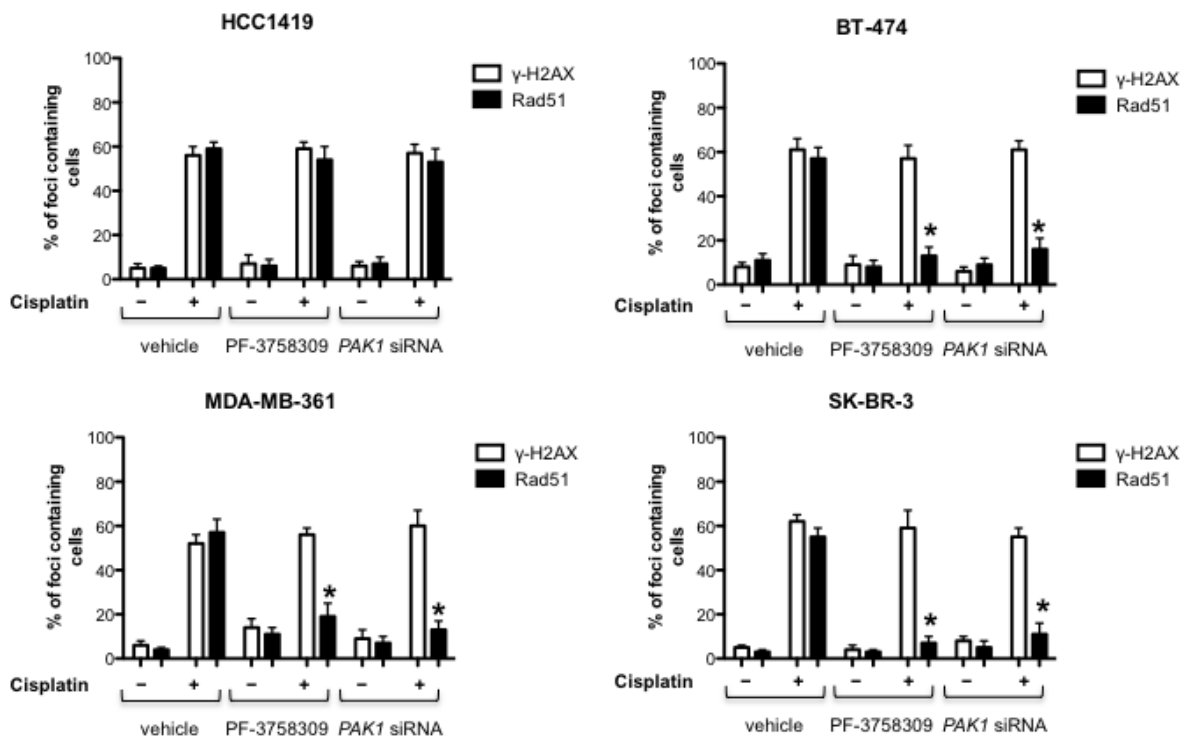 HCC1419
% of foci containing
cells
100
80
60
40
20
0
γ-H2AX
Rad51
Cisplatin − + − + − +
vehicle PF-3758309 PAK1 siRNA
BT-474
% of foci containing
cells
100
80
60
40
20
0
γ-H2AX
Rad51
* *
Cisplatin − + − + − +
vehicle PF-3758309 PAK1 siRNA
MDA-MB-361
% of foci containing
cells
100
80
60
40
20
0
γ-H2AX
Rad51
* *
Cisplatin − + − + − +
vehicle PF-3758309 PAK1 siRNA
SK-BR-3
% of foci containing
cells
100
80
60
40
20
0
γ-H2AX
Rad51
* *
Cisplatin − + − + − +
vehicle PF-3758309 PAK1 siRNA